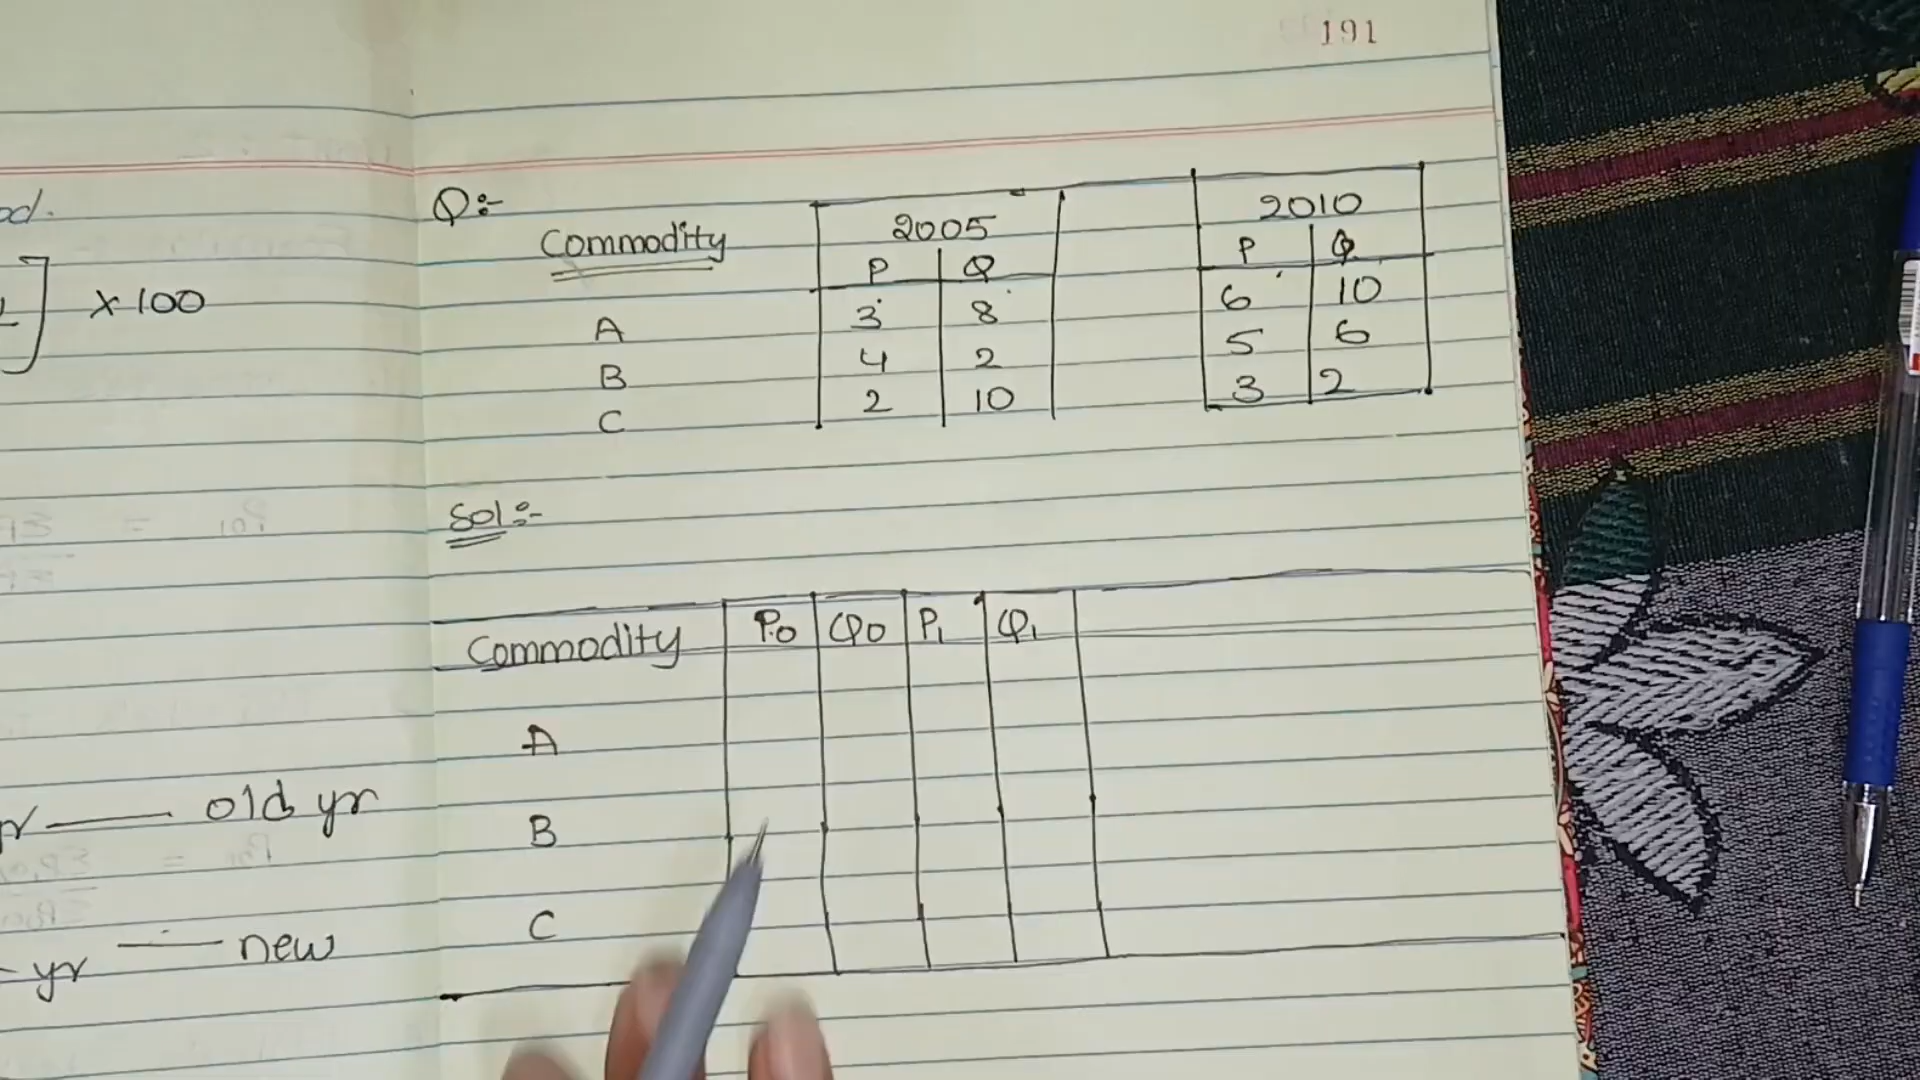 191
Q:-
Commodity 2005 2010
P Q P Q
A 3 8 6 10
B 4 2 5 6
C 2 10 3 2
Sol:-
Commodity P0 Q0 P1 Q1
A
B
C
od.
] x 100
yr — old yr
yr — new